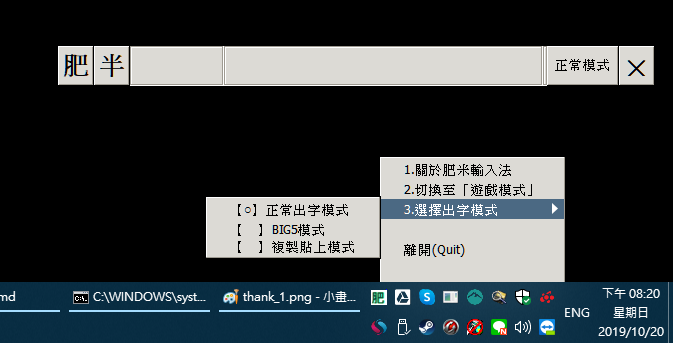 肥 半 正常模式
1.關於肥米輸入法
2.切換至「遊戲模式」
3.選擇出字模式
【○】正常出字模式
【　】BIG5模式
【　】複製貼上模式
離開(Quit)
md C:\WINDOWS\syst... thank_1.png - 小畫... 肥 ENG
下午 08:20
星期日
2019/10/20